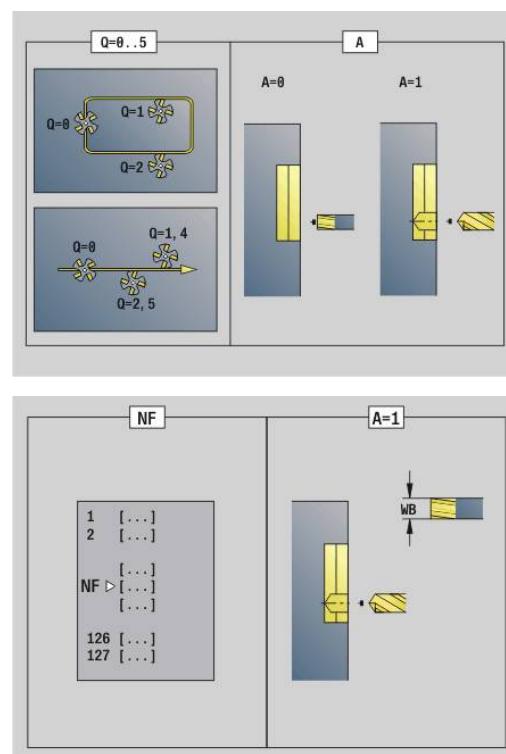 Q=0..5
A
Q=0
Q=1
Q=2
Q=0
Q=1,4
Q=2,5
A=0
A=1
NF
A=1
1 [...]
2 [...]
[...]
NF ▷ [...]
[...]
126 [...]
127 [...]
WB